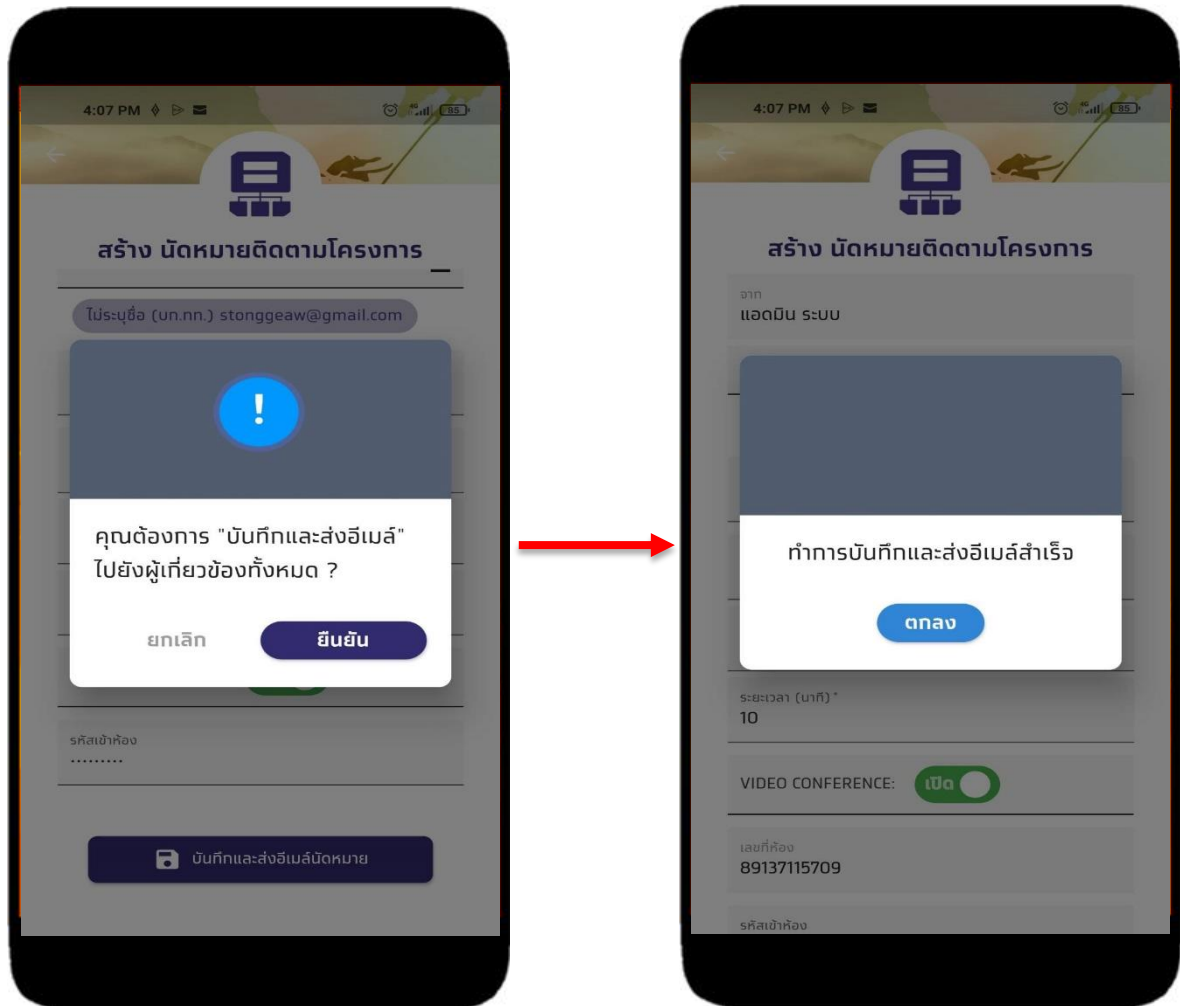 4:07 PM
95
สร้าง นัดหมายติดตามโครงการ
ไม่ระบุชื่อ (บก.กท.) stonggeaw@gmail.com
!
คุณต้องการ "บันทึกและส่งอีเมล์"
ไปยังผู้เกี่ยวข้องทั้งหมด ?
ยกเลิก
ยืนยัน
รหัสเข้าห้อง
.........
บันทึกและส่งอีเมล์นัดหมาย
4:07 PM
95
สร้าง นัดหมายติดตามโครงการ
จาก
แอดมิน ระบบ
ทำการบันทึกและส่งอีเมล์สำเร็จ
ตกลง
ระยะเวลา (นาที) *
10
VIDEO CONFERENCE: เปิด
เลขที่ห้อง
89137115709
รหัสเข้าห้อง